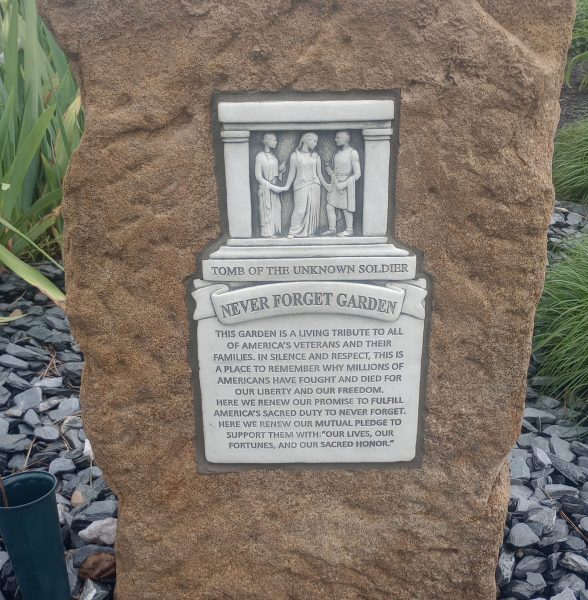 TOMB OF THE UNKNOWN SOLDIER
NEVER FORGET GARDEN
THIS GARDEN IS A LIVING TRIBUTE TO ALL
OF AMERICA'S VETERANS AND THEIR
FAMILIES. IN SILENCE AND RESPECT, THIS IS
A PLACE TO REMEMBER WHY MILLIONS OF
AMERICANS HAVE FOUGHT AND DIED FOR
OUR LIBERTY AND OUR FREEDOM.
HERE WE RENEW OUR PROMISE TO FULFILL
AMERICA'S SACRED DUTY TO NEVER FORGET.
HERE WE RENEW OUR MUTUAL PLEDGE TO
SUPPORT THEM WITH:"OUR LIVES, OUR
FORTUNES, AND OUR SACRED HONOR."